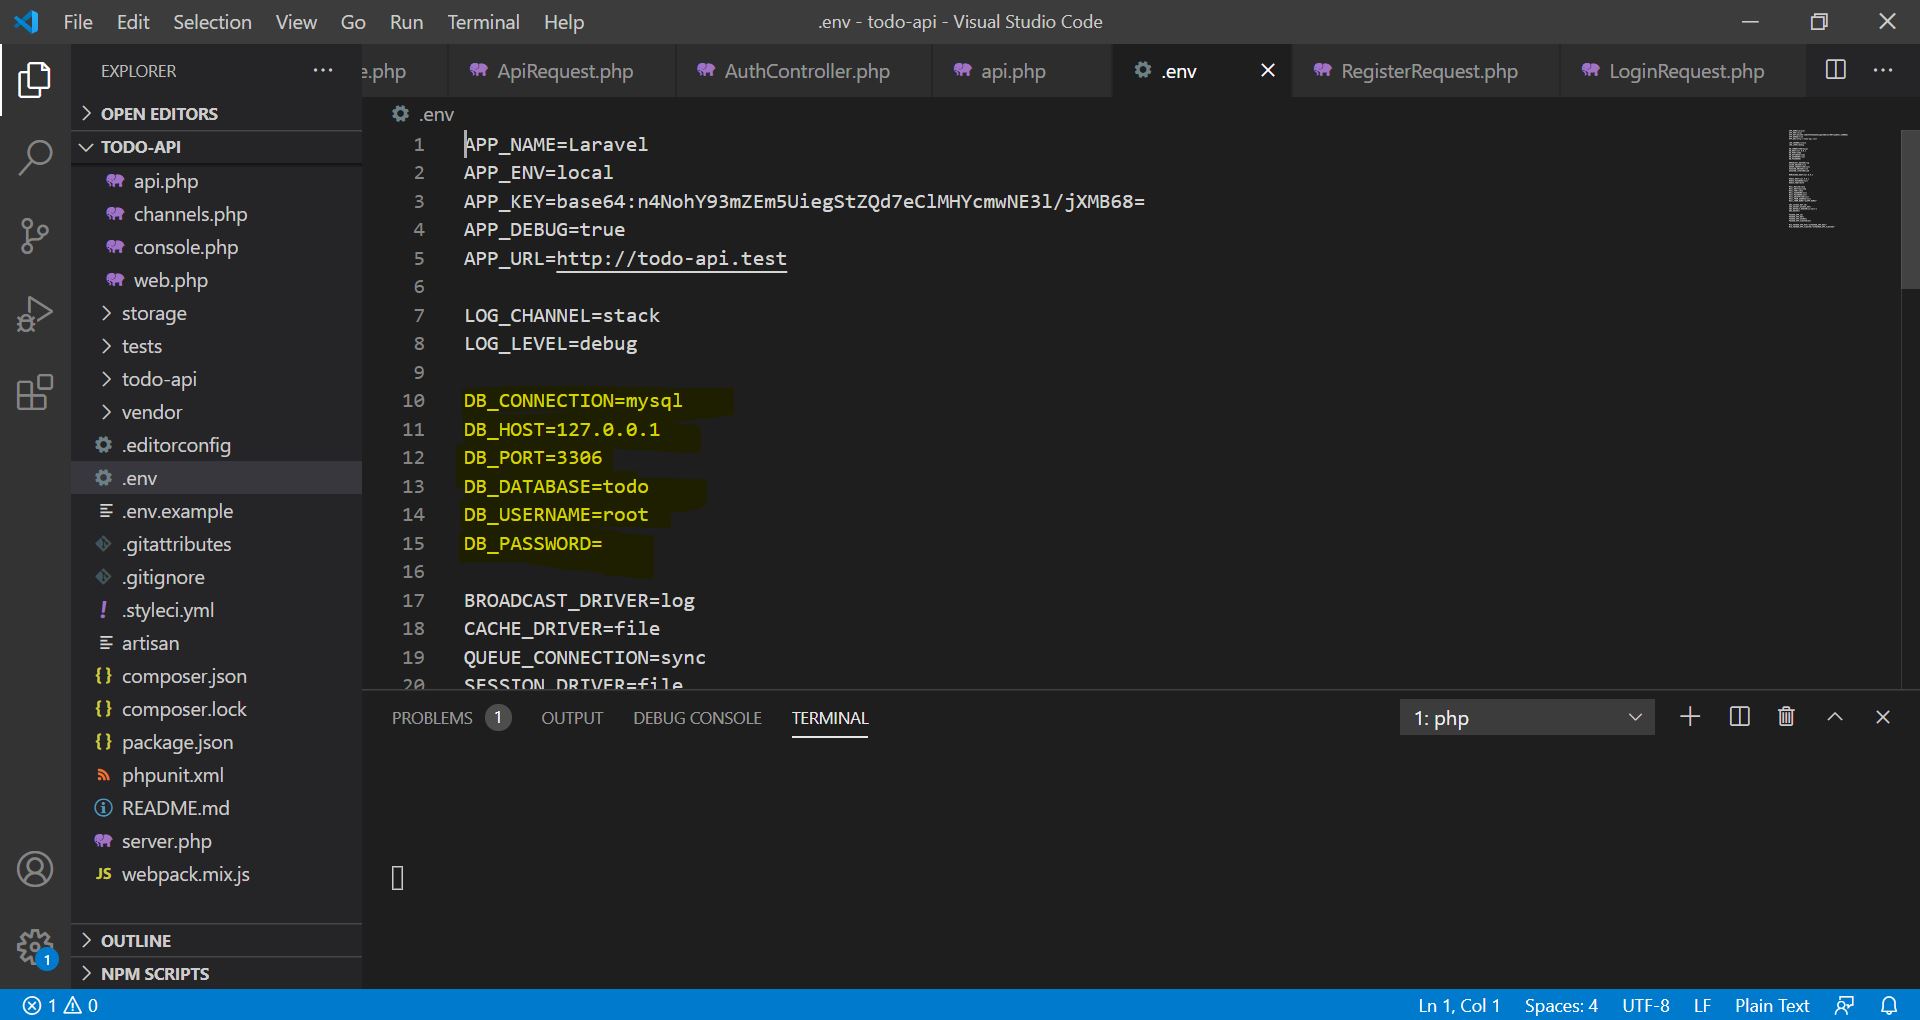 File Edit Selection View Go Run Terminal Help .env - todo-api - Visual Studio Code
EXPLORER
e.php ApiRequest.php AuthController.php api.php .env RegisterRequest.php LoginRequest.php
OPEN EDITORS
TODO-API
api.php
channels.php
console.php
web.php
storage
tests
todo-api
vendor
.editorconfig
.env
.env.example
.gitattributes
.gitignore
.styleci.yml
artisan
composer.json
composer.lock
package.json
phpunit.xml
README.md
server.php
JS webpack.mix.js
OUTLINE
NPM SCRIPTS
.env
1 APP_NAME=Laravel
2 APP_ENV=local
3 APP_KEY=base64:n4NohY93mZEm5UiegStZQd7eClMHYcmwNE3l/jXMB68=
4 APP_DEBUG=true
5 APP_URL=http://todo-api.test
6
7 LOG_CHANNEL=stack
8 LOG_LEVEL=debug
9
10 DB_CONNECTION=mysql
11 DB_HOST=127.0.0.1
12 DB_PORT=3306
13 DB_DATABASE=todo
14 DB_USERNAME=root
15 DB_PASSWORD=
16
17 BROADCAST_DRIVER=log
18 CACHE_DRIVER=file
19 QUEUE_CONNECTION=sync
20 SESSION_DRIVER=file
PROBLEMS 1 OUTPUT DEBUG CONSOLE TERMINAL 1: php
1
1 0 Ln 1, Col 1 Spaces: 4 UTF-8 LF Plain Text